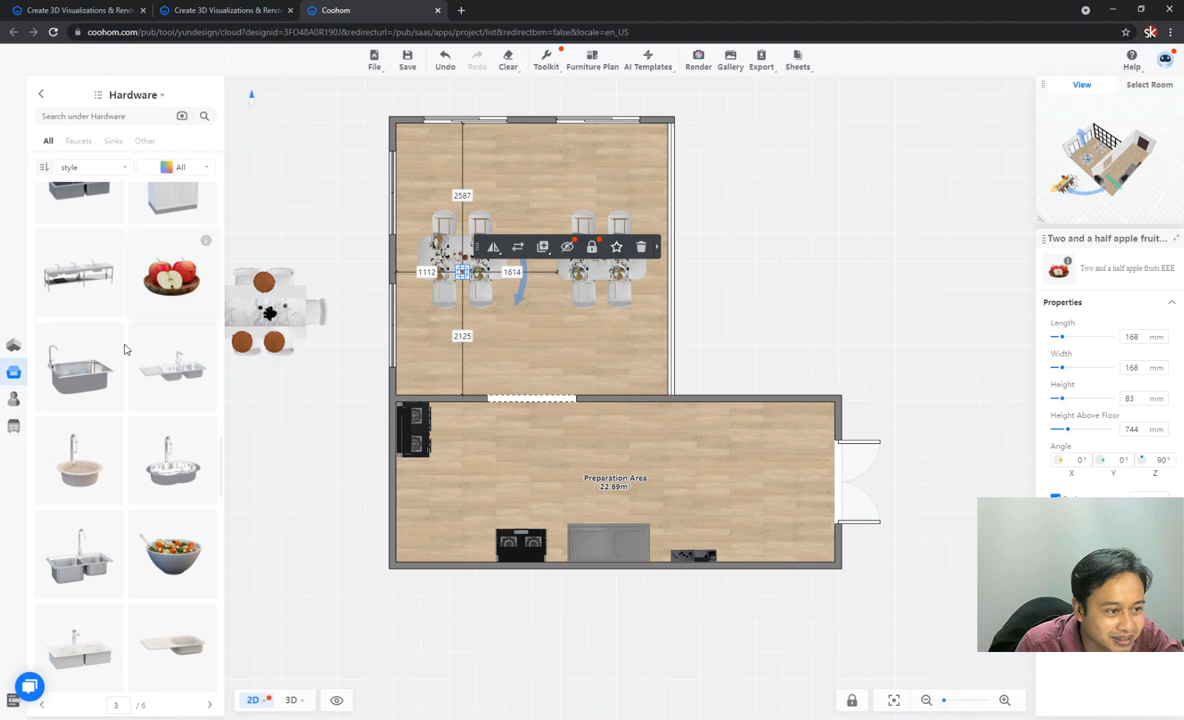 Create 3D Visualizations & Rende
Create 3D Visualizations & Rende
Coohom
coohom.com/pub/tool/yundesign/cloud?designid=3FO48A0R190J&redirecturl=/pub/saas/apps/project/list&redirectbim=false&locale=en_US
File
Save
Undo
Redo
Clear
Toolkit
Furniture Plan
AI Templates
Render
Gallery
Export
Sheets
Help
Hardware
Search under Hardware
All
Faucets
Sinks
Other
style
All
View
Select Room
2587
1112
1614
2125
Preparation Area
22.69m²
Two and a half apple fruit...
Two and a half apple fruits EEE
Properties
Length
168 mm
Width
168 mm
Height
83 mm
Height Above Floor
744 mm
Angle
0° 0° 90°
X Y Z
3 / 6
2D
3D